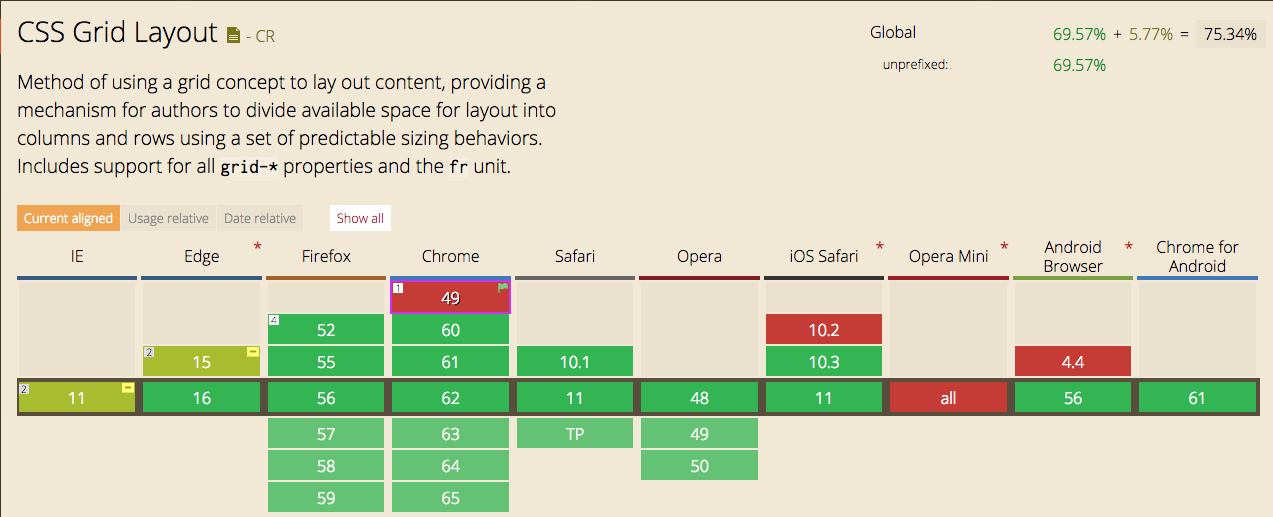 CSS Grid Layout - CR
Global 69.57% + 5.77% = 75.34%
unprefixed: 69.57%
Method of using a grid concept to lay out content, providing a
mechanism for authors to divide available space for layout into
columns and rows using a set of predictable sizing behaviors.
Includes support for all grid-* properties and the fr unit.
Current aligned Usage relative Date relative Show all
IE Edge * Firefox Chrome Safari Opera iOS Safari * Opera Mini * Android Browser * Chrome for Android
1 49
4 52 60 10.2
2 15 55 61 10.1 10.3 4.4
2 11 16 56 62 11 48 11 all 56 61
57 63 TP 49
58 64 50
59 65